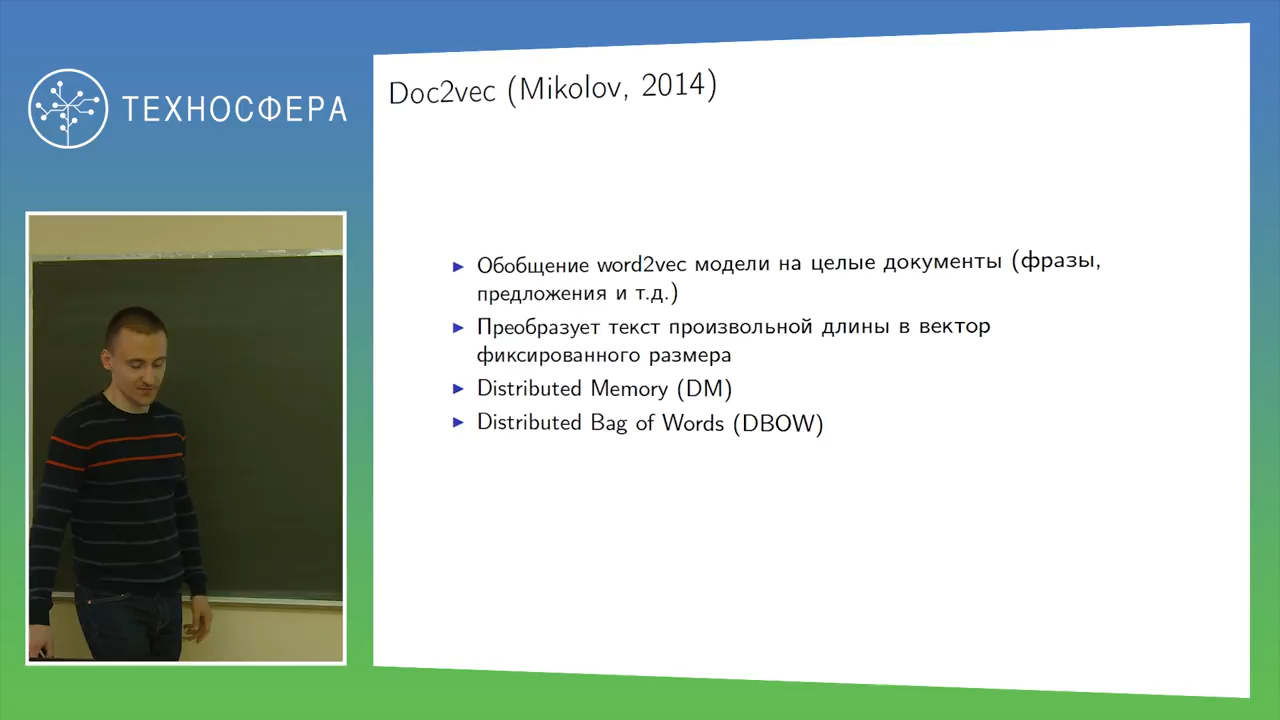 ТЕХНОСФЕРА
Doc2vec (Mikolov, 2014)
Обобщение word2vec модели на целые документы (фразы,
предложения и т.д.)
Преобразует текст произвольной длины в вектор
фиксированного размера
Distributed Memory (DM)
Distributed Bag of Words (DBOW)